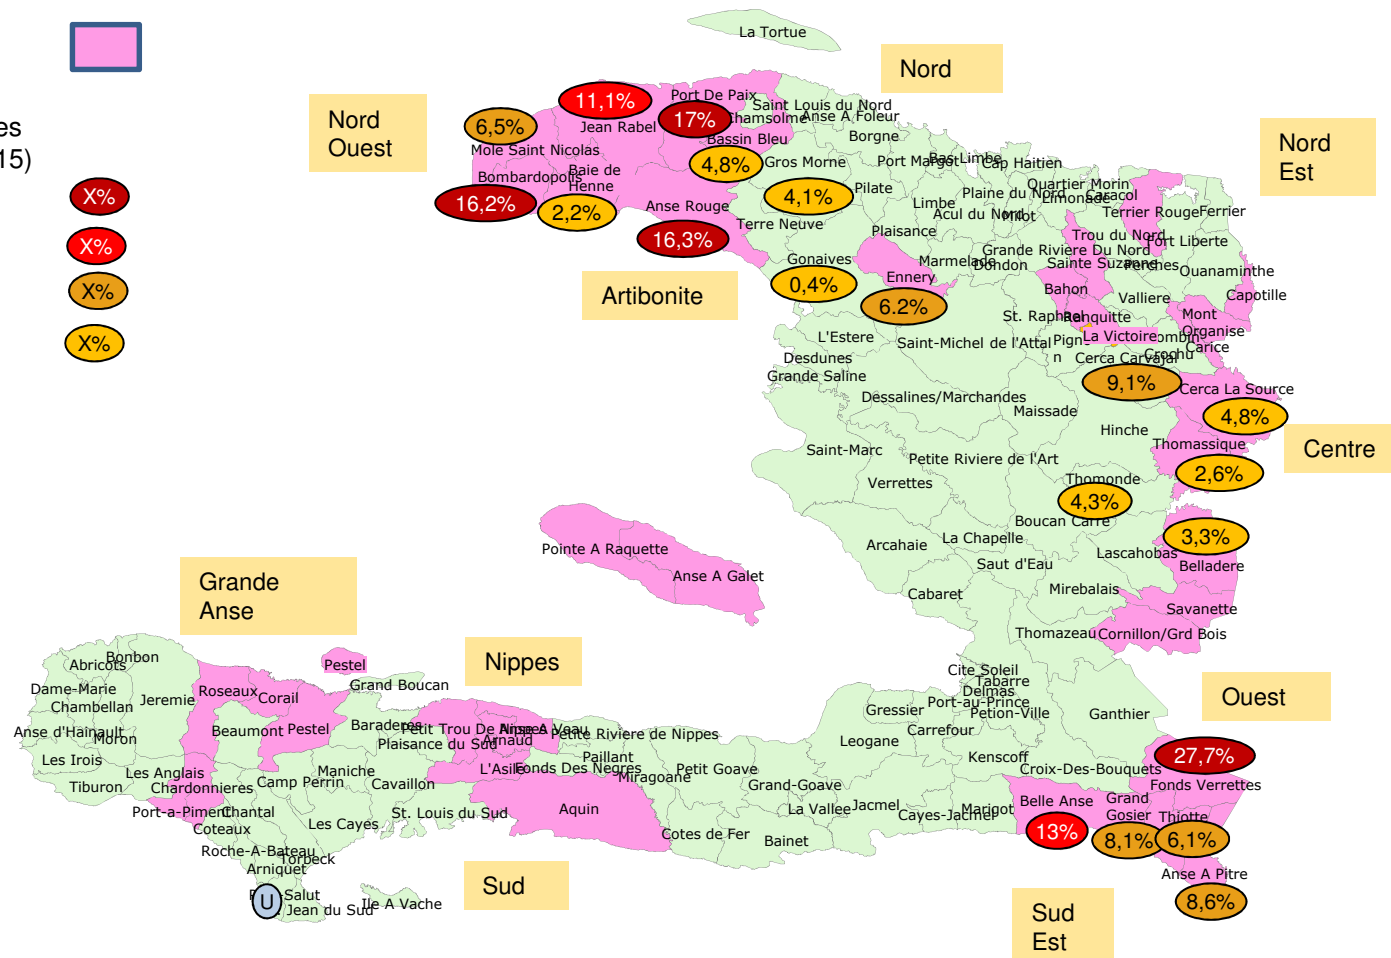 La Tortue
Nord
es
15)
X%
X%
X%
X%
Nord
Ouest
Nord
Est
Artibonite
Centre
Grande
Anse
Nippes
Ouest
Sud
Sud
Est
11,1%
Port De Paix
Saint Louis du Nord
17%
Chamsolme
Anse A Foleur
6,5%
Jean Rabel
Bassin Bleu
Borgne
Mole Saint Nicolas
4,8%
Gros Morne
Port Margot
Bas-Limbe
Cap Haitien
Bombardopolis
Baie de
Henne
16,2%
2,2%
Anse Rouge
4,1%
Pilate
Limbe
Plaine du Nord
Quartier Morin
Limonade
Caracol
Acul du Nord
Milot
Terrier Rouge
Ferrier
16,3%
Terre Neuve
Plaisance
Trou du Nord
Fort Liberte
Gonaives
Marmelade
Dondon
Grande Rivière Du Nord
Sainte Suzanne
Perches
Ouanaminthe
0,4%
Ennery
6.2%
Bahon
Valliere
Capotille
St. Raphael
Ranquitte
Mont
Organise
L'Estere
Saint-Michel de l'Attal
Pign
n
La Victoire
ombin
Crochu
Carice
Desdunes
Cerca Carvajal
Grande Saline
9,1%
Cerca La Source
Dessalines/Marchandes
Maissade
4,8%
Hinche
Thomassique
Saint-Marc
Petite Riviere de l'Art
2,6%
Verrettes
Thomonde
4,3%
Boucan Carre
3,3%
Pointe A Raquette
Arcahaie
La Chapelle
Lascahobas
Belladere
Anse A Galet
Saut d'Eau
Cabaret
Mirebalais
Savanette
Thomazeau
Cornillon/Grd Bois
Abricots
Bonbon
Pestel
Cite Soleil
Tabarre
Dame-Marie
Jeremie
Roseaux
Corail
Grand Boucan
Delmas
Chambellan
Gressier
Port-au-Prince
Petion-Ville
Ganthier
Anse d'Hainault
Moron
Beaumont
Pestel
Baraderes
Petit Trou De Nippes
Anse A Veau
Petite Riviere de Nippes
Carrefour
Plaisance du Sud
Arnaud
Leogane
Les Irois
Les Anglais
Maniche
L'Asile
Fonds Des Negres
Paillant
Miragoane
Petit Goave
Kenscoff
Croix-Des-Bouquets
27,7%
Tiburon
Chardonnieres
Camp Perrin
Cavaillon
Grand-Goave
Fonds Verrettes
Port-a-Piment
Chantal
St. Louis du Sud
Aquin
La Vallee
Jacmel
Cayes-Jacmel
Marigot
Belle Anse
Grand
Gosier
Thiotte
Coteaux
Les Cayes
Cotes de Fer
Bainet
13%
8,1%
6,1%
Roche-A-Bateau
Torbeck
Arniquet
Anse A Pitre
-Salut
U
Jean du Sud
Ile A Vache
8,6%